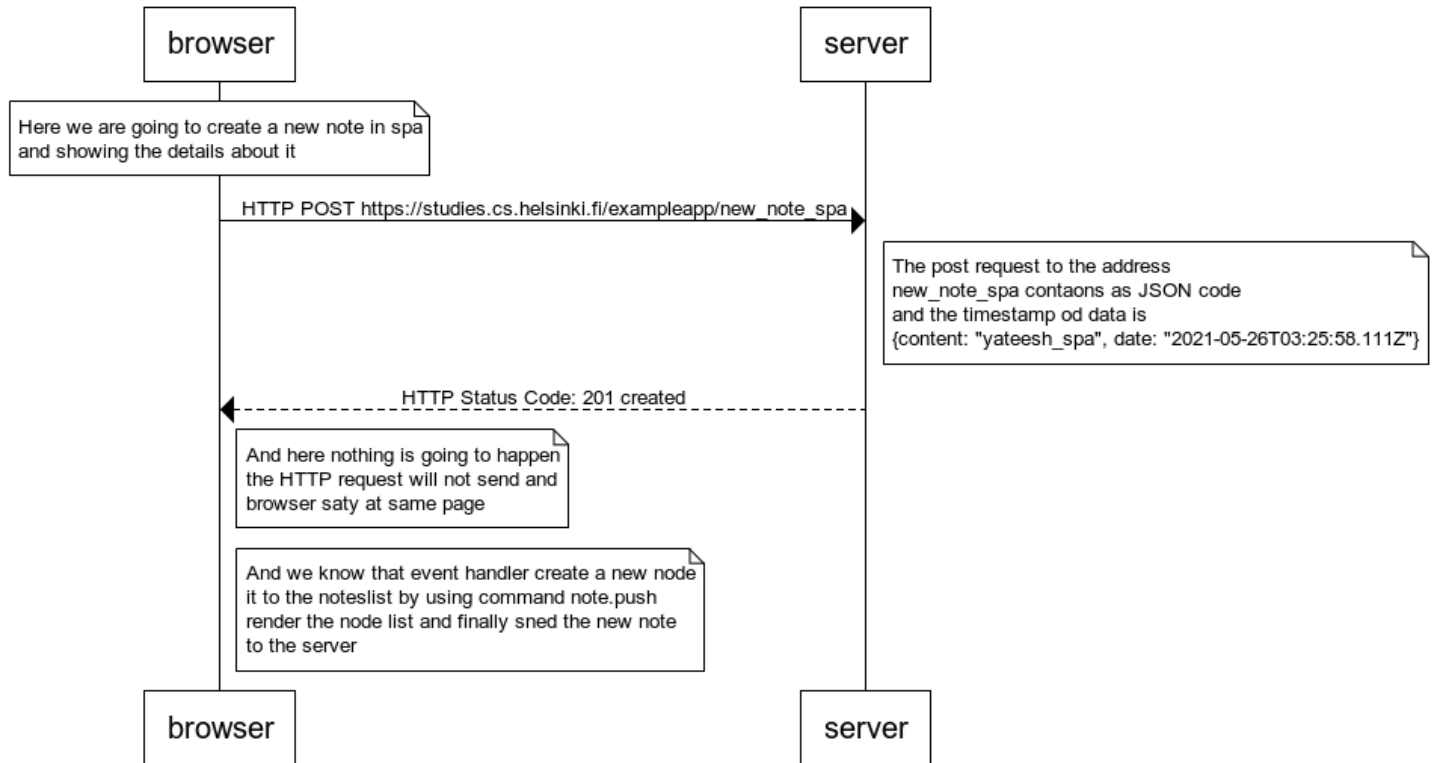 browser
server
Here we are going to create a new note in spa
and showing the details about it
HTTP POST https://studies.cs.helsinki.fi/exampleapp/new_note_spa
The post request to the address
new_note_spa contaons as JSON code
and the timestamp od data is
{content: "yateesh_spa", date: "2021-05-26T03:25:58.111Z"}
HTTP Status Code: 201 created
And here nothing is going to happen
the HTTP request will not send and
browser saty at same page
And we know that event handler create a new node
it to the noteslist by using command note.push
render the node list and finally sned the new note
to the server
browser
server